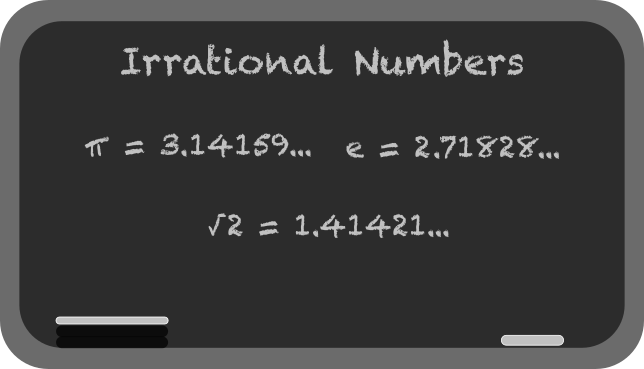 Irrational Numbers
π = 3.14159... e = 2.71828...
√2 = 1.41421...